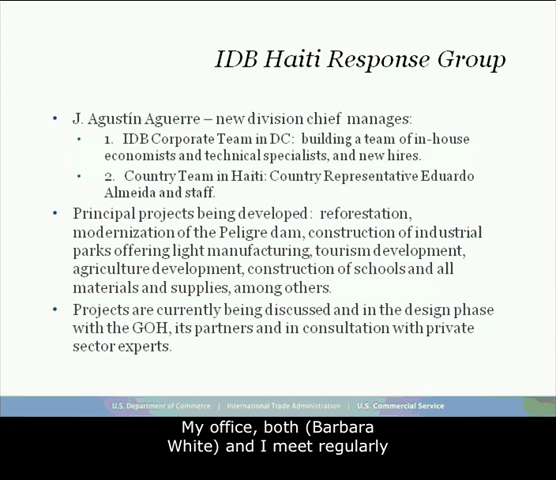 IDB Haiti Response Group
• J. Agustín Aguerre – new division chief manages:
• 1. IDB Corporate Team in DC: building a team of in-house
economists and technical specialists, and new hires.
• 2. Country Team in Haiti: Country Representative Eduardo
Almeida and staff.
• Principal projects being developed: reforestation,
modernization of the Peligre dam, construction of industrial
parks offering light manufacturing, tourism development,
agriculture development, construction of schools and all
materials and supplies, among others.
• Projects are currently being discussed and in the design phase
with the GOH, its partners and in consultation with private
sector experts.
U.S. Department of Commerce | International Trade Administration | U.S. Commercial Service
My office, both (Barbara
White) and I meet regularly